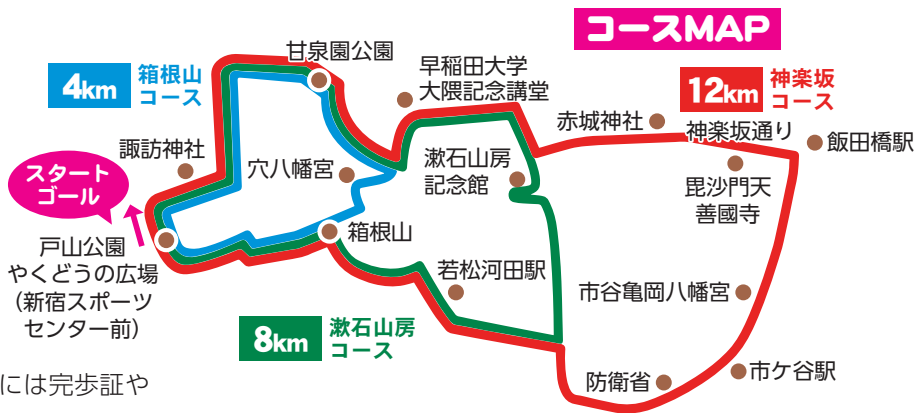 コースMAP
甘泉園公園
4km 箱根山
コース
早稲田大学
大隈記念講堂
12km 神楽坂
コース
赤城神社
神楽坂通り
飯田橋駅
諏訪神社
穴八幡宮
漱石山房
記念館
毘沙門天
善國寺
スタート
ゴール
戸山公園
やくどうの広場
(新宿スポーツ
センター前)
箱根山
若松河田駅
市谷亀岡八幡宮
8km 漱石山房
コース
防衛省
市ケ谷駅
には完歩証や